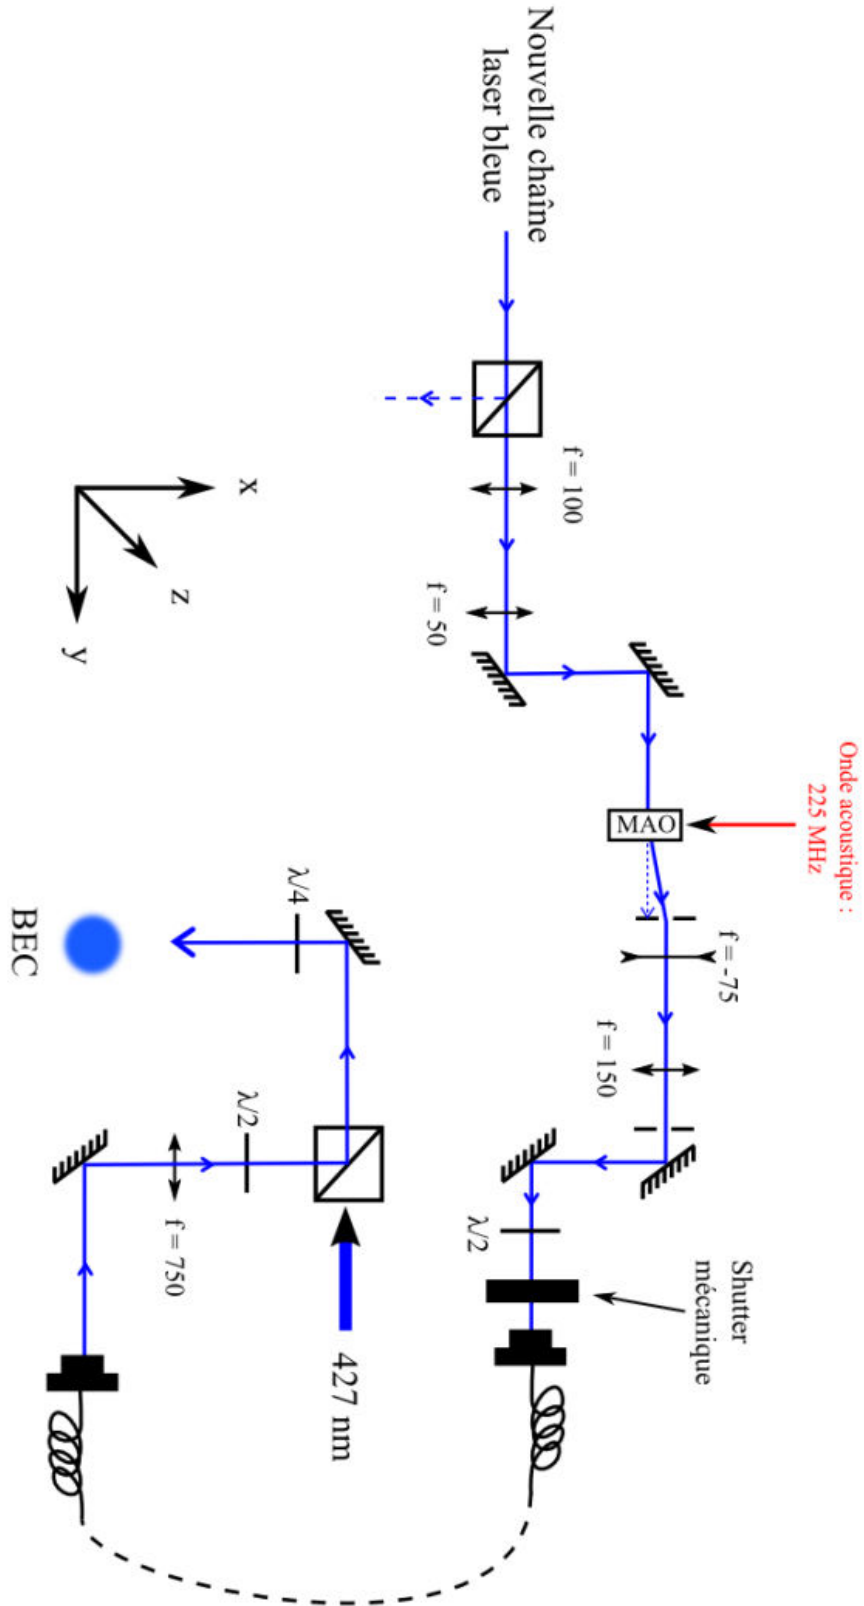 Nouvelle chaîne
laser bleue
f = 100
f = 50
Onde acoustique :
225 MHz
MAO
f = -75
f = 150
λ/2
Shutter
mécanique
x
z
y
BEC
λ/4
λ/2
f = 750
427 nm